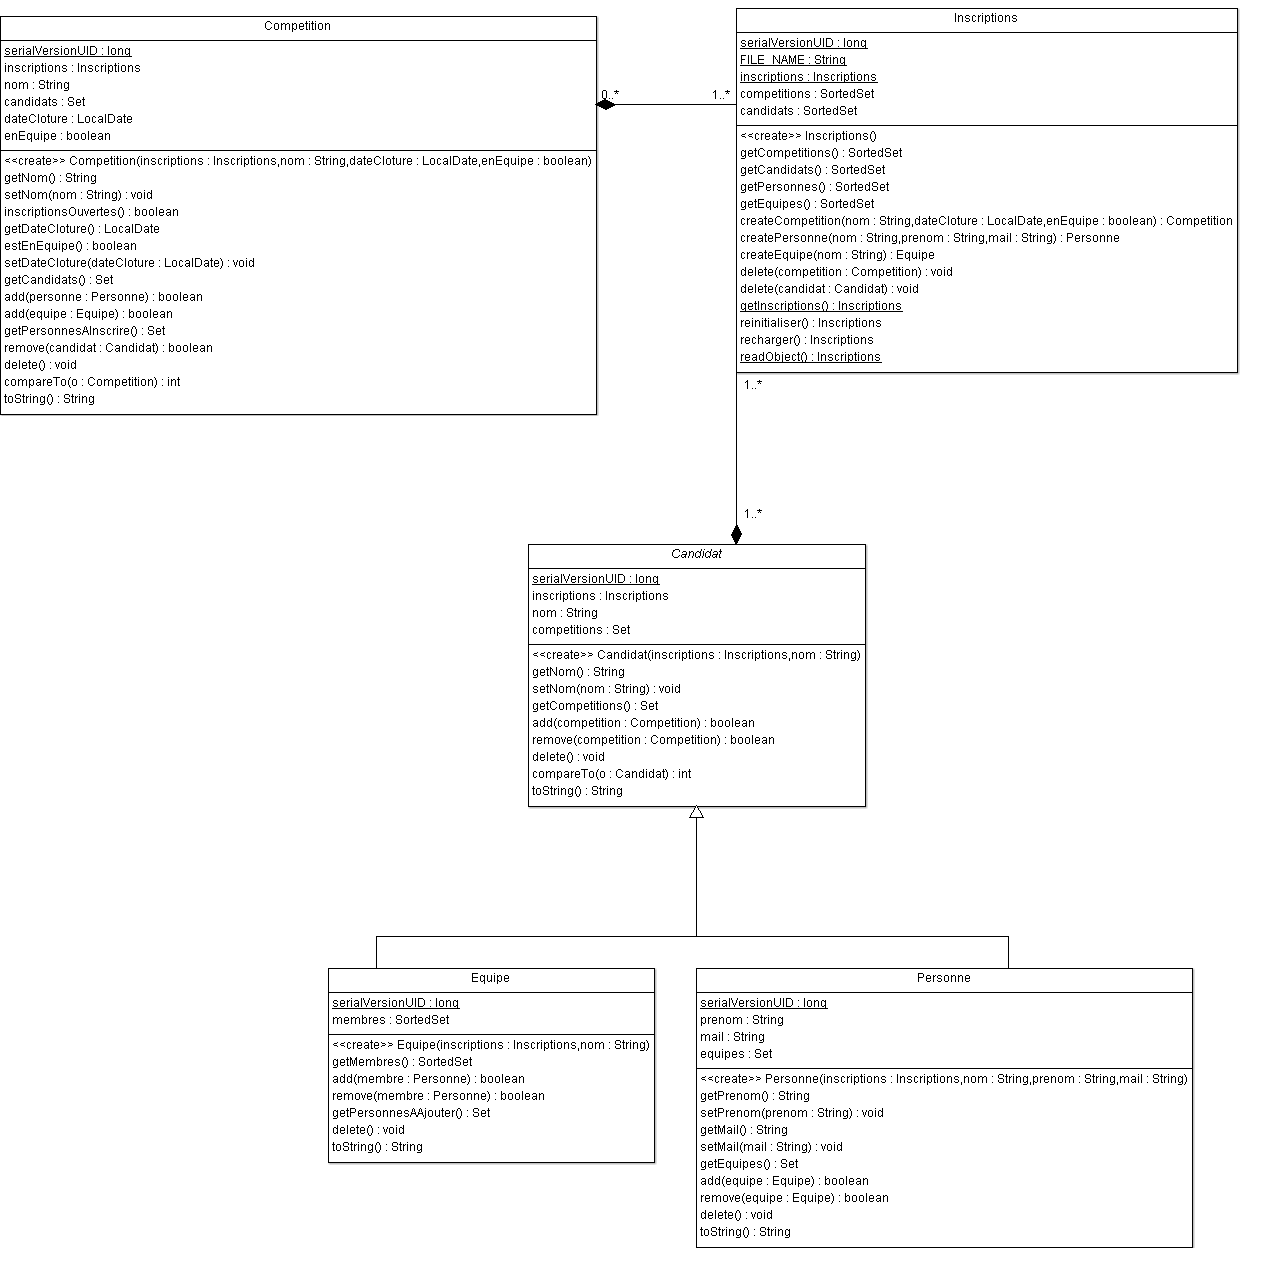 Competition
serialVersionUID : long
inscriptions : Inscriptions
nom : String
candidats : Set
dateCloture : LocalDate
enEquipe : boolean
<<create>> Competition(inscriptions : Inscriptions,nom : String,dateCloture : LocalDate,enEquipe : boolean)
getNom() : String
setNom(nom : String) : void
inscriptionsOuvertes() : boolean
getDateCloture() : LocalDate
estEnEquipe() : boolean
setDateCloture(dateCloture : LocalDate) : void
getCandidats() : Set
add(personne : Personne) : boolean
add(equipe : Equipe) : boolean
getPersonnesAInscrire() : Set
remove(candidat : Candidat) : boolean
delete() : void
compareTo(o : Competition) : int
toString() : String
0..*
1..*
Inscriptions
serialVersionUID : long
FILE_NAME : String
inscriptions : Inscriptions
competitions : SortedSet
candidats : SortedSet
<<create>> Inscriptions()
getCompetitions() : SortedSet
getCandidats() : SortedSet
getPersonnes() : SortedSet
getEquipes() : SortedSet
createCompetition(nom : String,dateCloture : LocalDate,enEquipe : boolean) : Competition
createPersonne(nom : String,prenom : String,mail : String) : Personne
createEquipe(nom : String) : Equipe
delete(competition : Competition) : void
delete(candidat : Candidat) : void
getInscriptions() : Inscriptions
reinitialiser() : Inscriptions
recharger() : Inscriptions
readObject() : Inscriptions
1..*
1..*
Candidat
serialVersionUID : long
inscriptions : Inscriptions
nom : String
competitions : Set
<<create>> Candidat(inscriptions : Inscriptions,nom : String)
getNom() : String
setNom(nom : String) : void
getCompetitions() : Set
add(competition : Competition) : boolean
remove(competition : Competition) : boolean
delete() : void
compareTo(o : Candidat) : int
toString() : String
Equipe
serialVersionUID : long
membres : SortedSet
<<create>> Equipe(inscriptions : Inscriptions,nom : String)
getMembres() : SortedSet
add(membre : Personne) : boolean
remove(membre : Personne) : boolean
getPersonnesAAjouter() : Set
delete() : void
toString() : String
Personne
serialVersionUID : long
prenom : String
mail : String
equipes : Set
<<create>> Personne(inscriptions : Inscriptions,nom : String,prenom : String,mail : String)
getPrenom() : String
setPrenom(prenom : String) : void
getMail() : String
setMail(mail : String) : void
getEquipes() : Set
add(equipe : Equipe) : boolean
remove(equipe : Equipe) : boolean
delete() : void
toString() : String